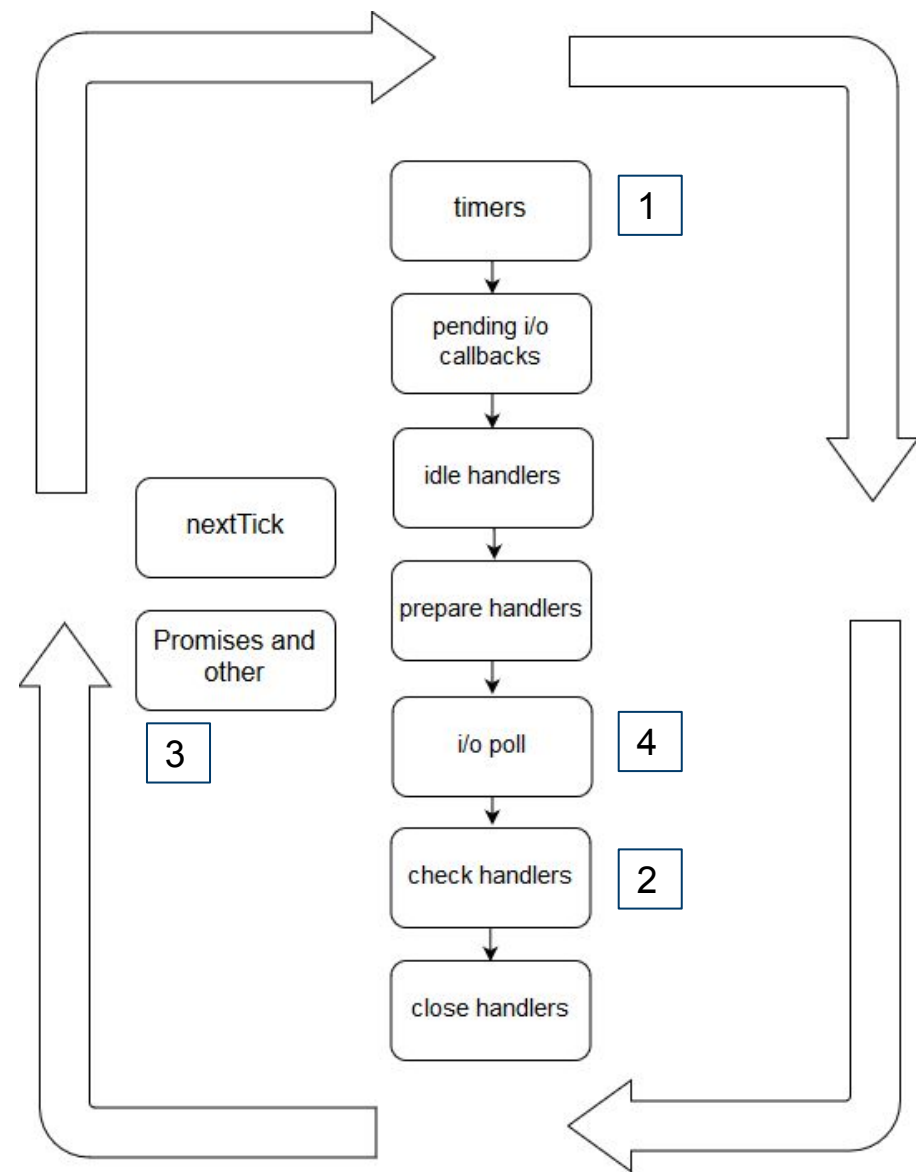 timers
1
pending i/o
callbacks
idle handlers
nextTick
prepare handlers
Promises and
other
3
i/o poll
4
check handlers
2
close handlers